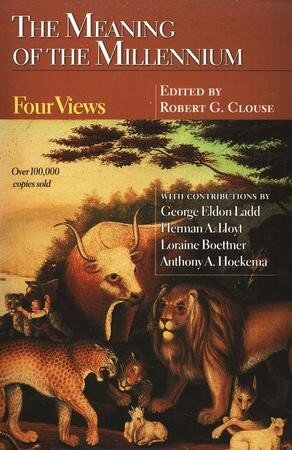 THE MEANING
OF THE MILLENNIUM
EDITED BY
ROBERT G. CLOUSE
Four Views
Over 100,000
copies sold
WITH CONTRIBUTIONS BY
George Eldon Ladd
Herman A. Hoyt
Loraine Boettner
Anthony A. Hoekema